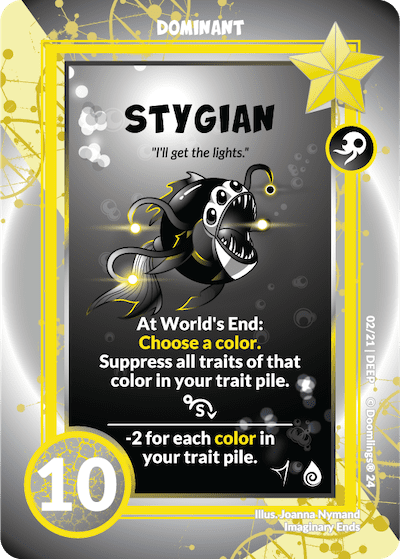 DOMINANT
STYGIAN
"I'll get the lights."
At World's End:
Choose a color.
Suppress all traits of that
color in your trait pile.
S
-2 for each color in
your trait pile.
10
02/21 | DEEP © Doomlings® 24
Illus. Joanna Nymand
Imaginary Ends